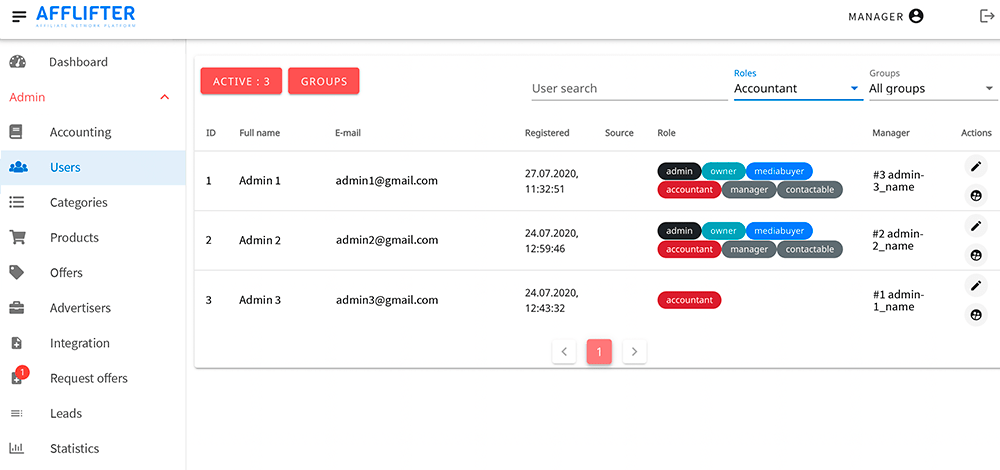 AFFLIFTER
AFFILIATE NETWORK PLATFORM
MANAGER
Dashboard
Admin
Accounting
Users
Categories
Products
Offers
Advertisers
Integration
1
Request offers
Leads
Statistics
ACTIVE : 3
GROUPS
User search
Roles
Accountant
Groups
All groups
ID Full name E-mail Registered Source Role Manager Actions
1 Admin 1 admin1@gmail.com 27.07.2020, 11:32:51 admin owner mediabuyer accountant manager contactable #3 admin-3_name
2 Admin 2 admin2@gmail.com 24.07.2020, 12:59:46 admin owner mediabuyer accountant manager contactable #2 admin-2_name
3 Admin 3 admin3@gmail.com 24.07.2020, 12:43:32 accountant #1 admin-1_name
1